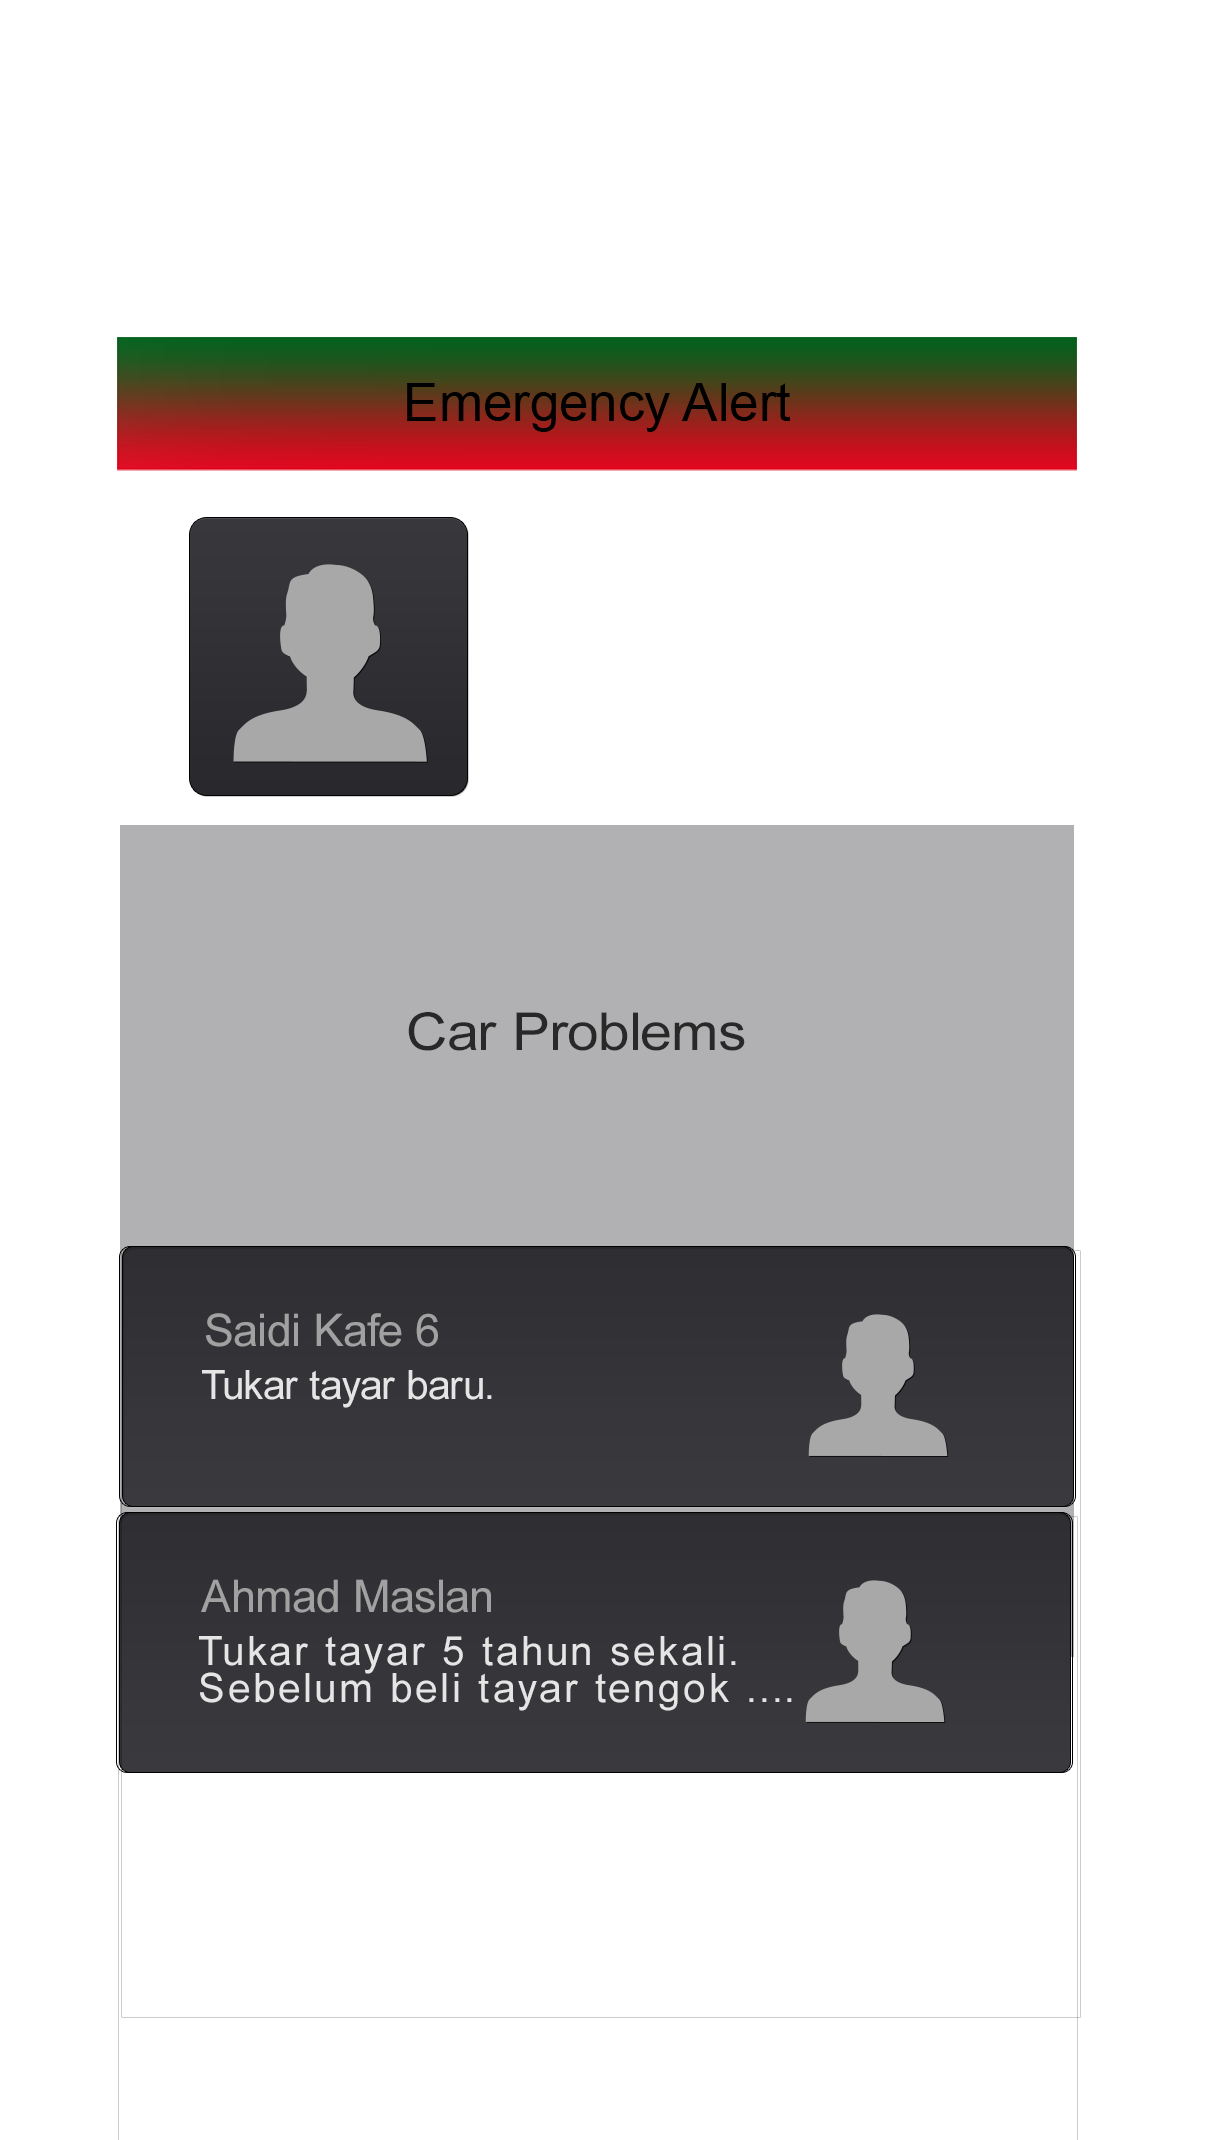 Emergency Alert
Car Problems
Saidi Kafe 6
Tukar tayar baru.
Ahmad Maslan
Tukar tayar 5 tahun sekali.
Sebelum beli tayar tengok ....